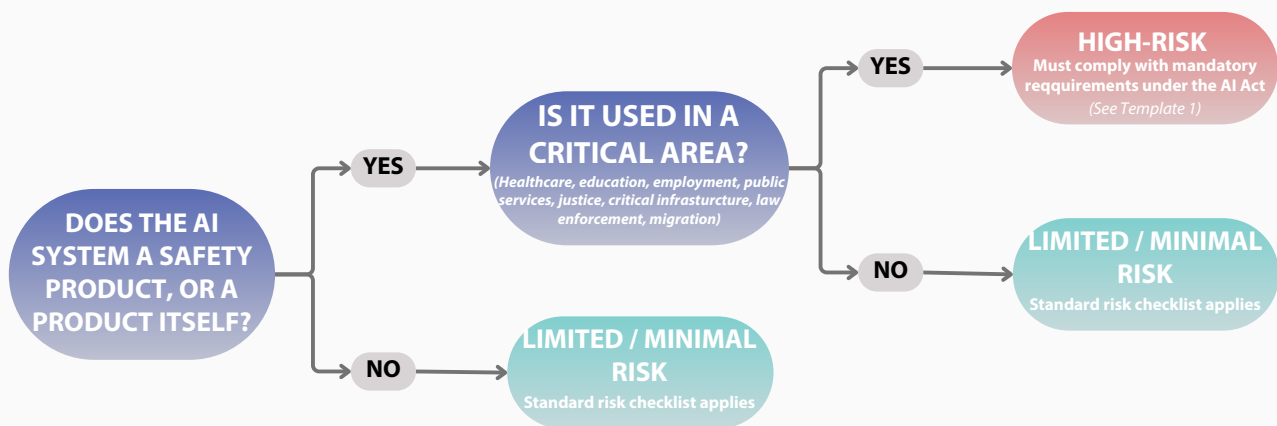 DOES THE AI
SYSTEM A SAFETY
PRODUCT, OR A
PRODUCT ITSELF?
YES
IS IT USED IN A
CRITICAL AREA?
(Healthcare, education, employment, public
services, justice, critical infrasturcture, law
enforcement, migration)
YES
HIGH-RISK
Must comply with mandatory
reqquirements under the AI Act
(See Template 1)
NO
LIMITED / MINIMAL
RISK
Standard risk checklist applies
NO
LIMITED / MINIMAL
RISK
Standard risk checklist applies